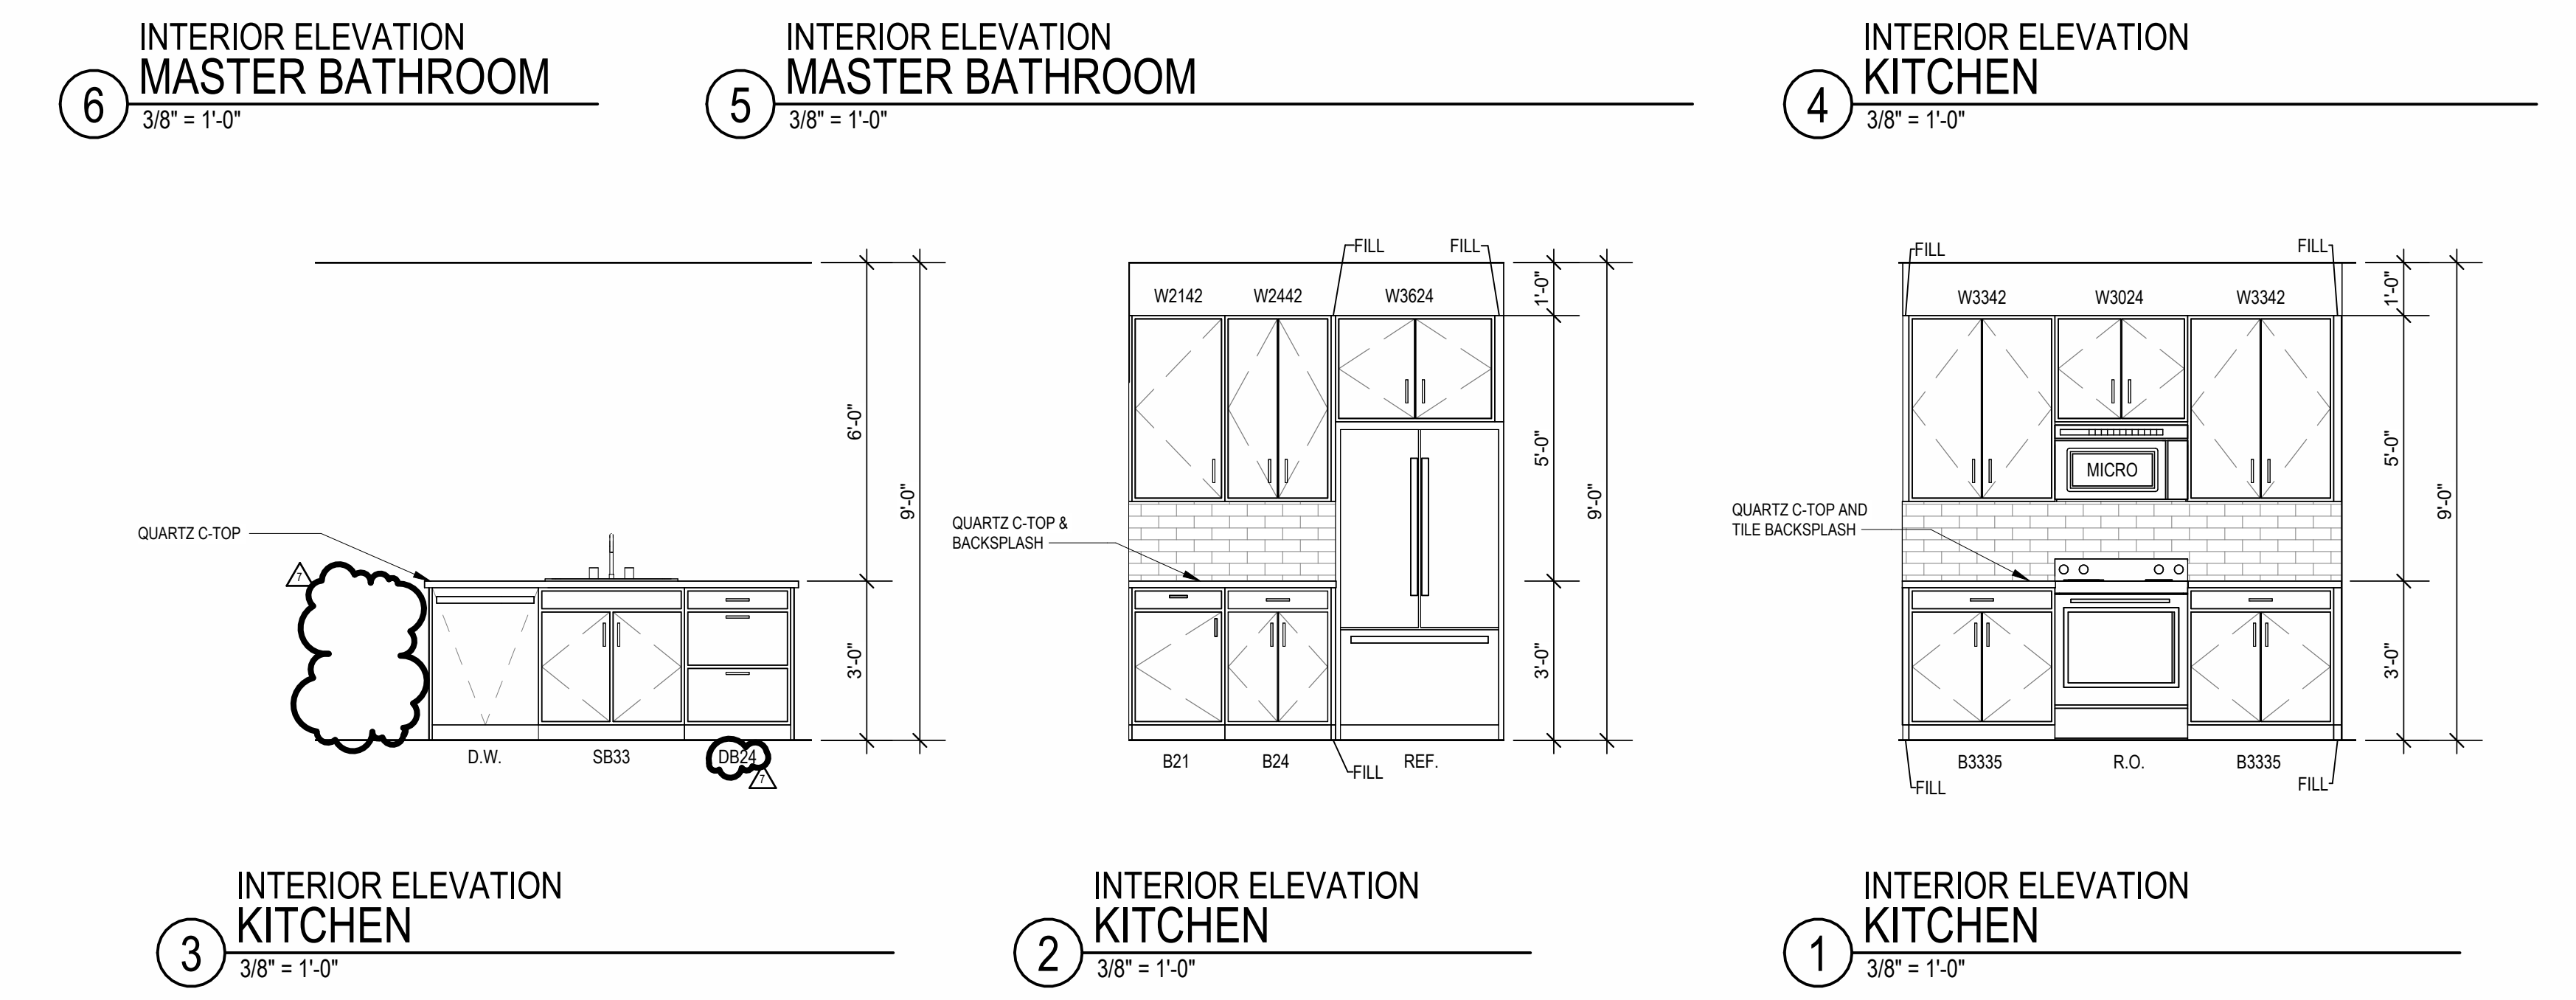 INTERIOR ELEVATION
MASTER BATHROOM
6
3/8" = 1'-0"
INTERIOR ELEVATION
MASTER BATHROOM
5
3/8" = 1'-0"
INTERIOR ELEVATION
KITCHEN
4
3/8" = 1'-0"
6'-0"
9'-0"
3'-0"
QUARTZ C-TOP
7
D.W.
SB33
DB24
7
INTERIOR ELEVATION
KITCHEN
3
3/8" = 1'-0"
FILL
FILL
W2142
W2442
W3624
1'-0"
5'-0"
9'-0"
3'-0"
QUARTZ C-TOP &
BACKSPLASH
B21
B24
REF.
FILL
INTERIOR ELEVATION
KITCHEN
2
3/8" = 1'-0"
FILL
FILL
W3342
W3024
W3342
1'-0"
5'-0"
9'-0"
3'-0"
MICRO
QUARTZ C-TOP AND
TILE BACKSPLASH
B3335
R.O.
B3335
FILL
FILL
INTERIOR ELEVATION
KITCHEN
1
3/8" = 1'-0"